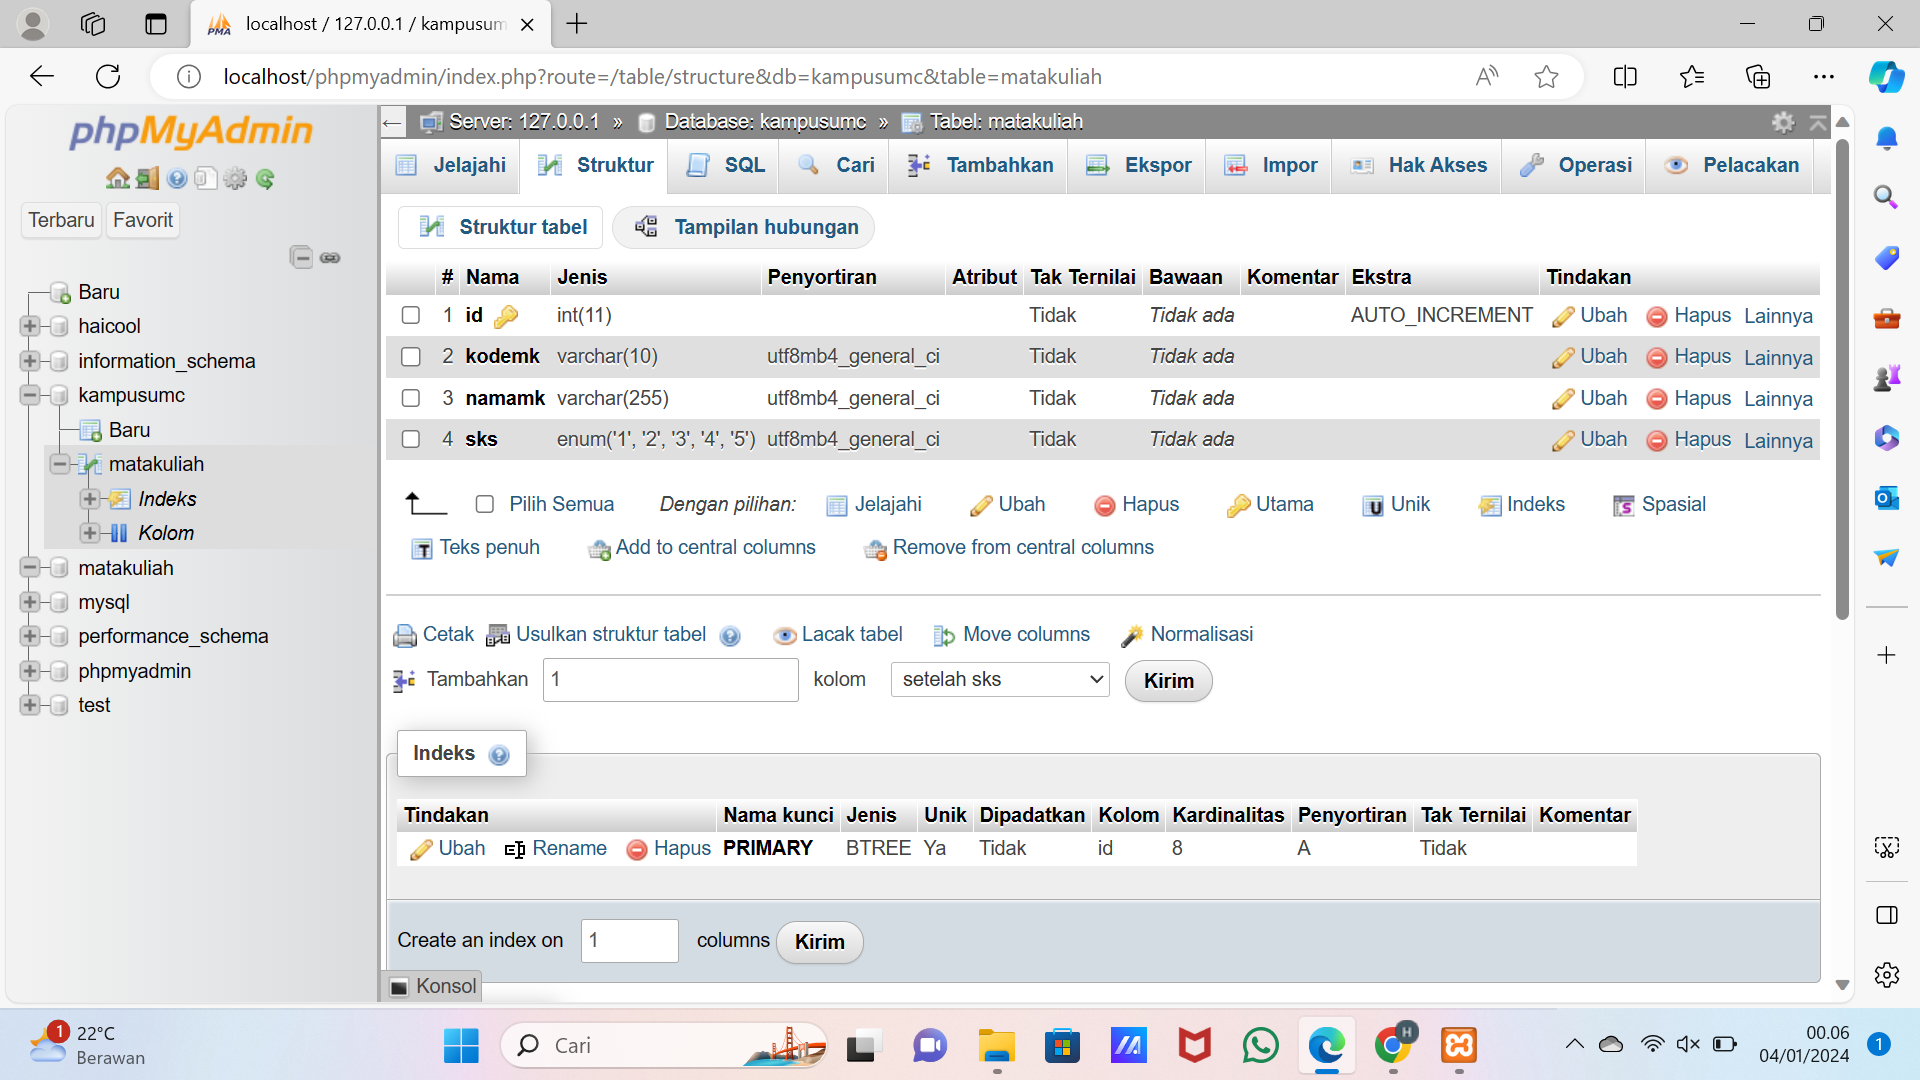 localhost / 127.0.0.1 / kampusum
localhost/phpmyadmin/index.php?route=/table/structure&db=kampusumc&table=matakuliah
phpMyAdmin
Terbaru Favorit
Baru
haicool
information_schema
kampusumc
Baru
matakuliah
Indeks
Kolom
matakuliah
mysql
performance_schema
phpmyadmin
test
Server: 127.0.0.1 » Database: kampusumc » Tabel: matakuliah
Jelajahi Struktur SQL Cari Tambahkan Ekspor Impor Hak Akses Operasi Pelacakan
Struktur tabel Tampilan hubungan
# Nama Jenis Penyortiran Atribut Tak Ternilai Bawaan Komentar Ekstra Tindakan
1 id int(11) Tidak Tidak ada AUTO_INCREMENT Ubah Hapus Lainnya
2 kodemk varchar(10) utf8mb4_general_ci Tidak Tidak ada Ubah Hapus Lainnya
3 namamk varchar(255) utf8mb4_general_ci Tidak Tidak ada Ubah Hapus Lainnya
4 sks enum('1', '2', '3', '4', '5') utf8mb4_general_ci Tidak Tidak ada Ubah Hapus Lainnya
Pilih Semua Dengan pilihan: Jelajahi Ubah Hapus Utama Unik Indeks Spasial
Teks penuh Add to central columns Remove from central columns
Cetak Usulkan struktur tabel Lacak tabel Move columns Normalisasi
Tambahkan 1 kolom setelah sks Kirim
Indeks
Tindakan Nama kunci Jenis Unik Dipadatkan Kolom Kardinalitas Penyortiran Tak Ternilai Komentar
Ubah Rename Hapus PRIMARY BTREE Ya Tidak id 8 A Tidak
Create an index on 1 columns Kirim
Konsol
1 22°C
Berawan
Cari
H
00.06
04/01/2024
1